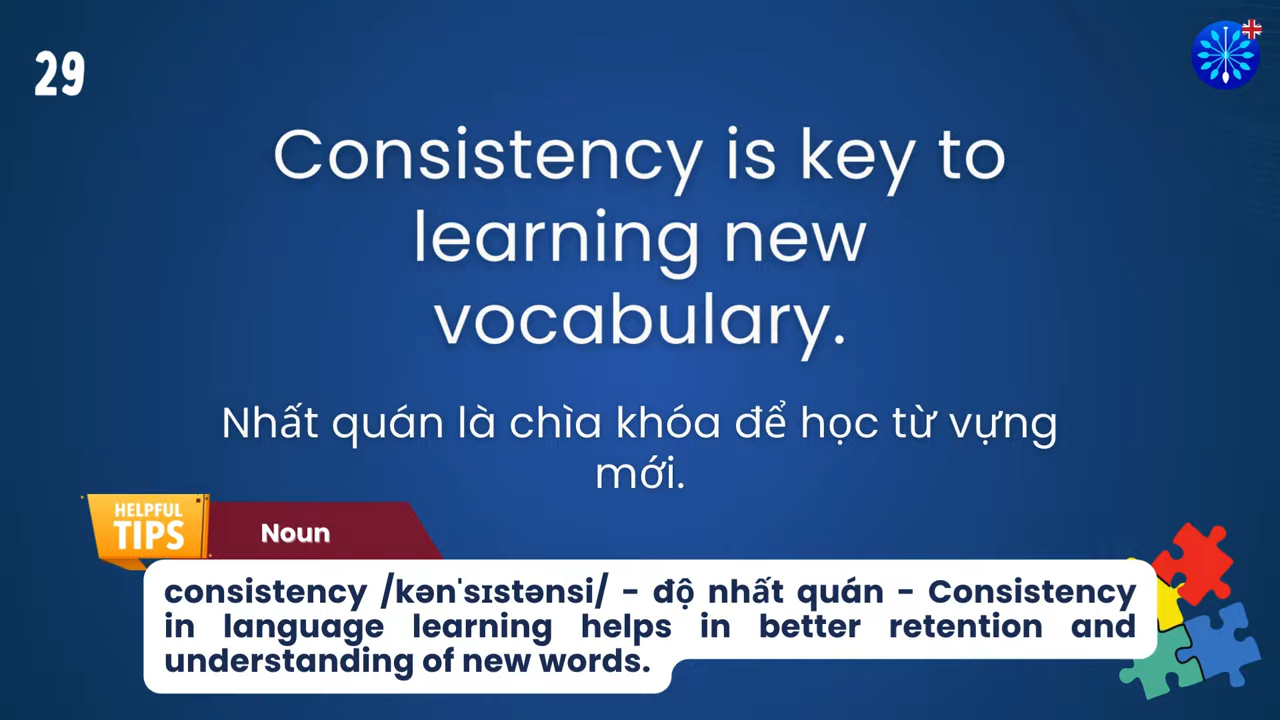 29
Consistency is key to
learning new
vocabulary.
Nhất quán là chìa khóa để học từ vựng
mới.
HELPFUL
TIPS
Noun
consistency /kənˈsɪstənsi/ - độ nhất quán - Consistency
in language learning helps in better retention and
understanding of new words.